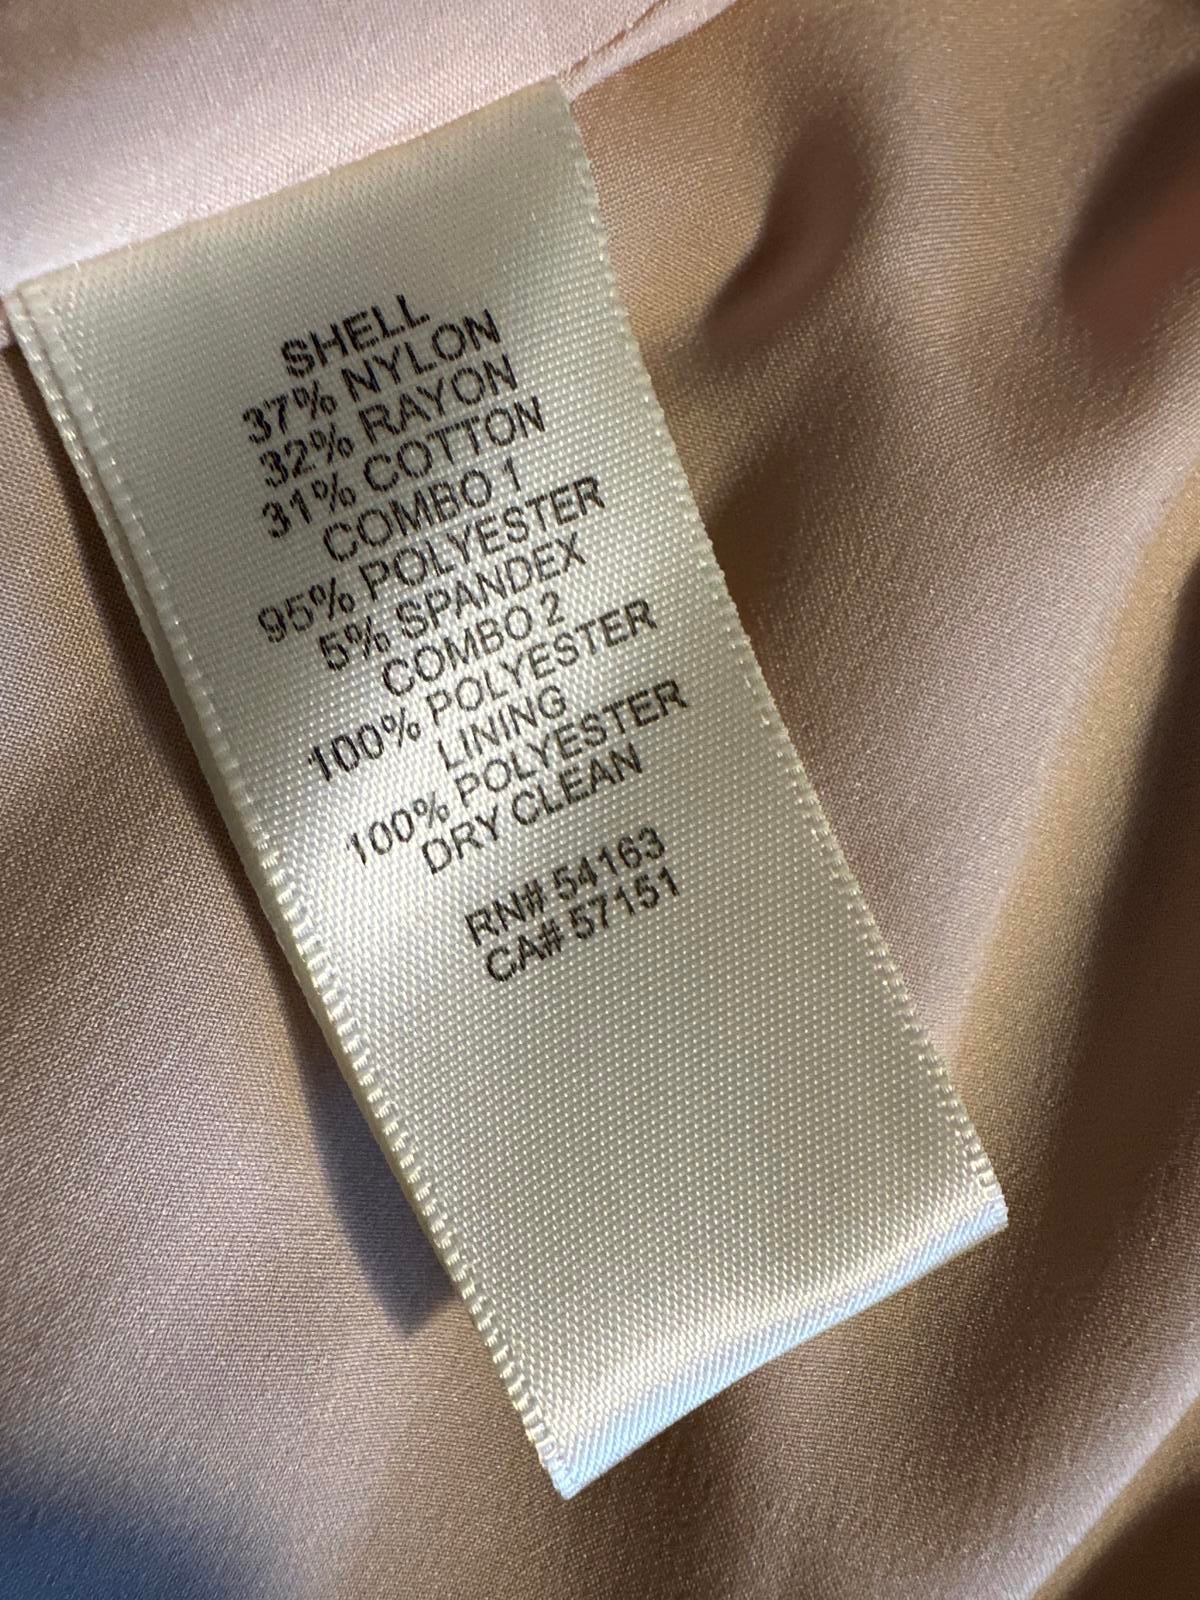 SHELL
37% NYLON
32% RAYON
31% COTTON
COMBO 1
95% POLYESTER
5% SPANDEX
COMBO 2
100% POLYESTER
LINING
100% POLYESTER
DRY CLEAN
RN# 54163
CA# 57151